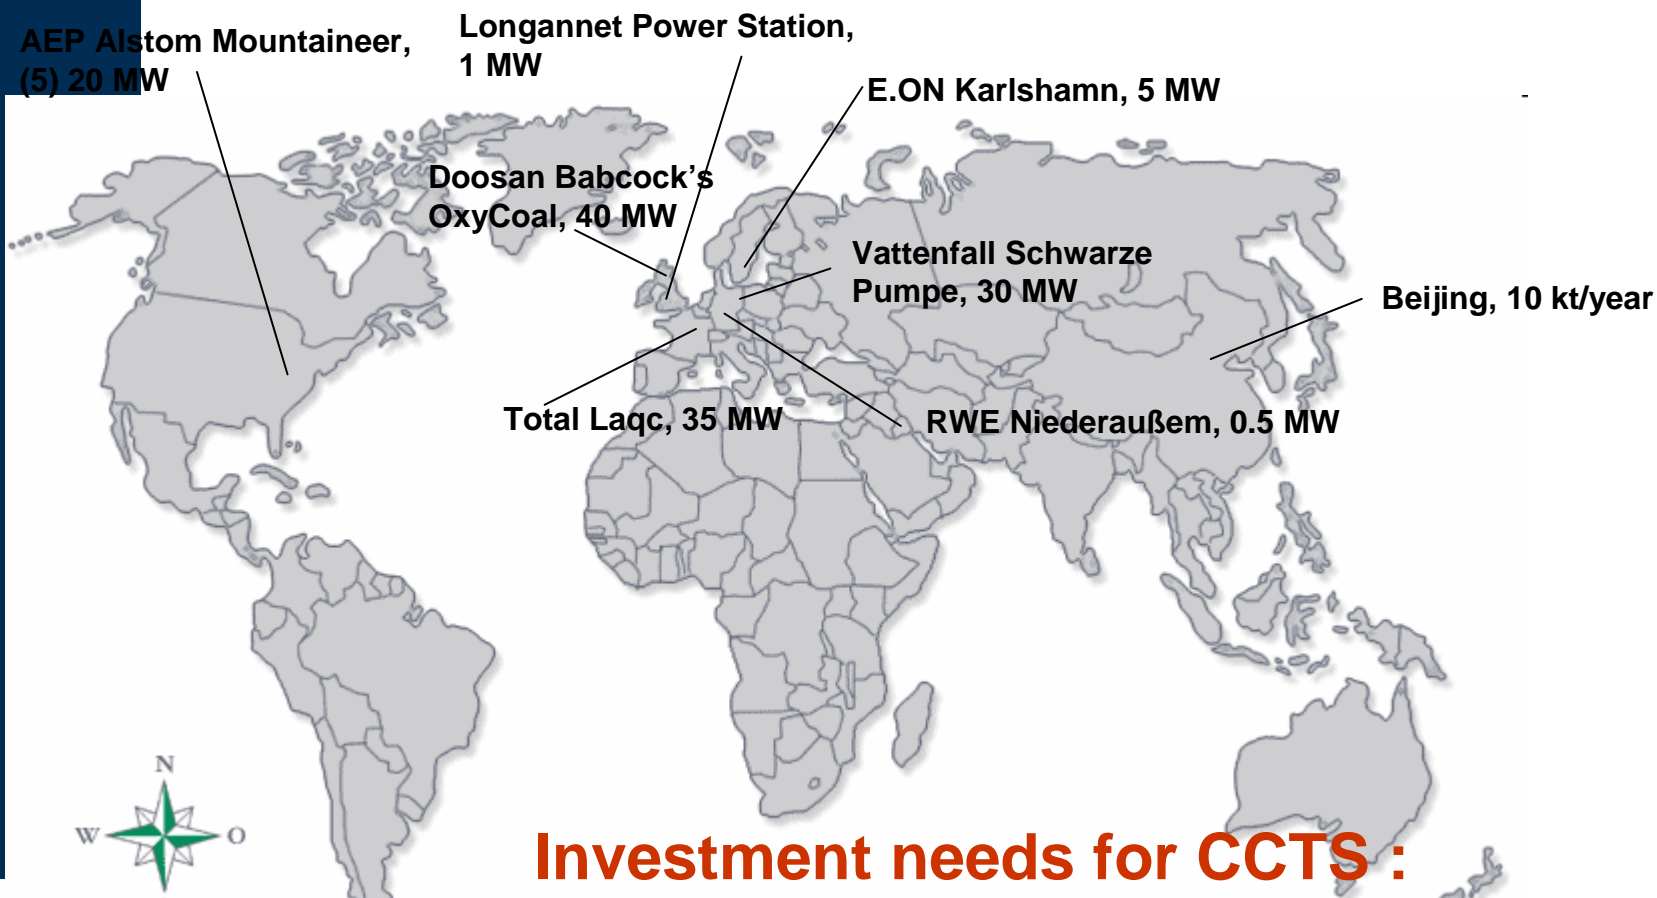 AEP Alstom Mountaineer,
(5) 20 MW
Longannet Power Station,
1 MW
E.ON Karlshamn, 5 MW
Doosan Babcock’s
OxyCoal, 40 MW
Vattenfall Schwarze
Pumpe, 30 MW
Beijing, 10 kt/year
Total Laqc, 35 MW
RWE Niederaußem, 0.5 MW
N
W O
Investment needs for CCTS :